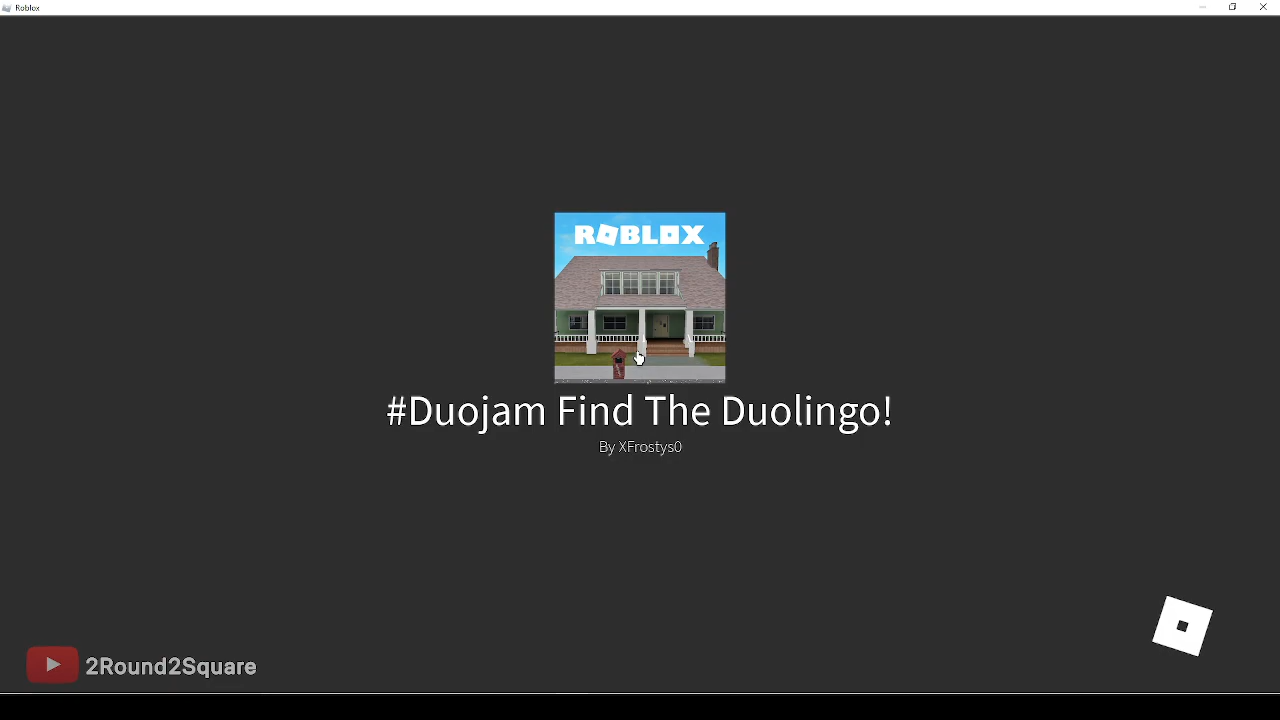 Roblox
ROBLOX
#Duojam Find The Duolingo!
By XFrostys0
2Round2Square